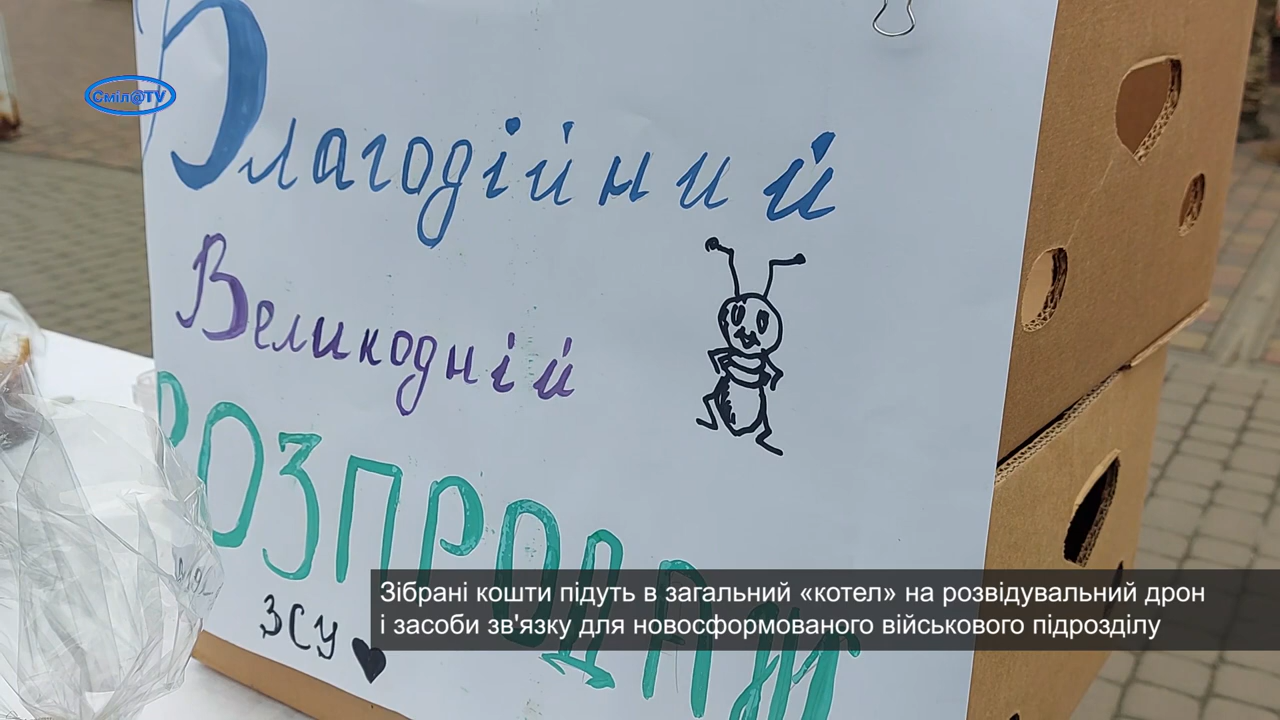 Сміл@TV
Благодійний
Великодній
РОЗПРОДАЖ
ЗСУ
Зібрані кошти підуть в загальний «котел» на розвідувальний дрон
і засоби зв'язку для новосформованого військового підрозділу